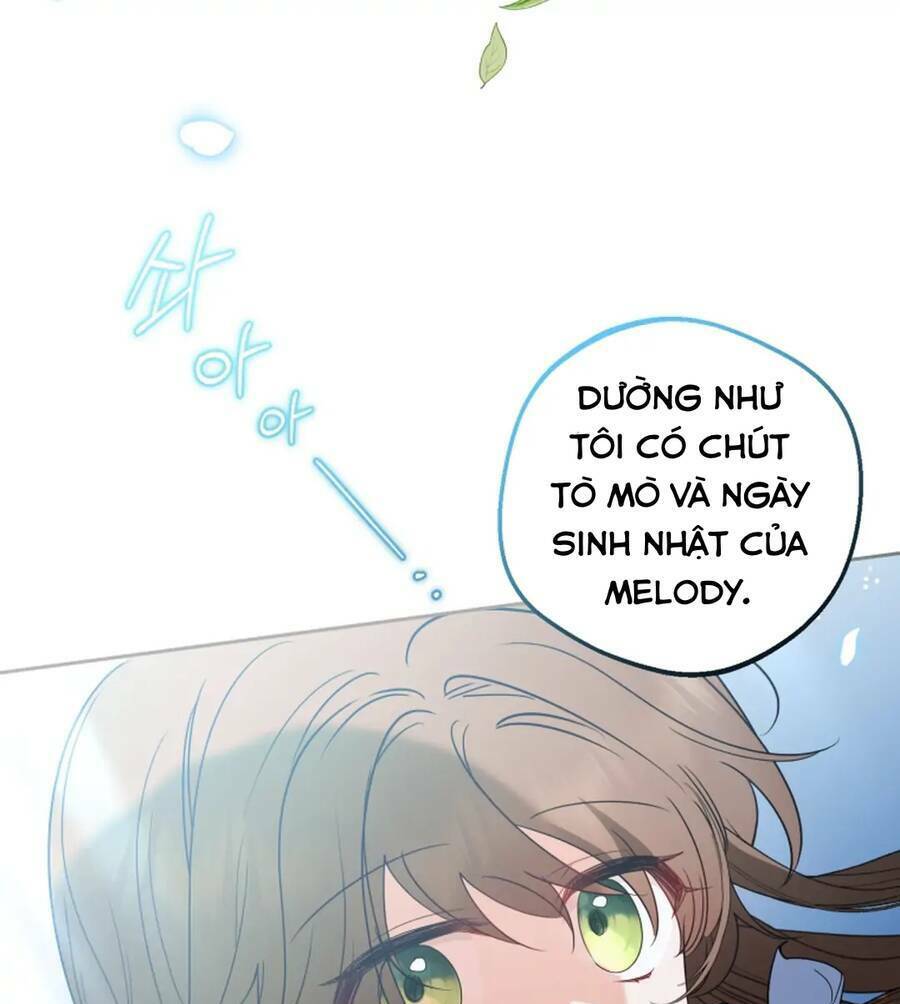 쏴
아
아
DƯỜNG NHƯ
TÔI CÓ CHÚT
TÒ MÒ VÀ NGÀY
SINH NHẬT CỦA
MELODY.